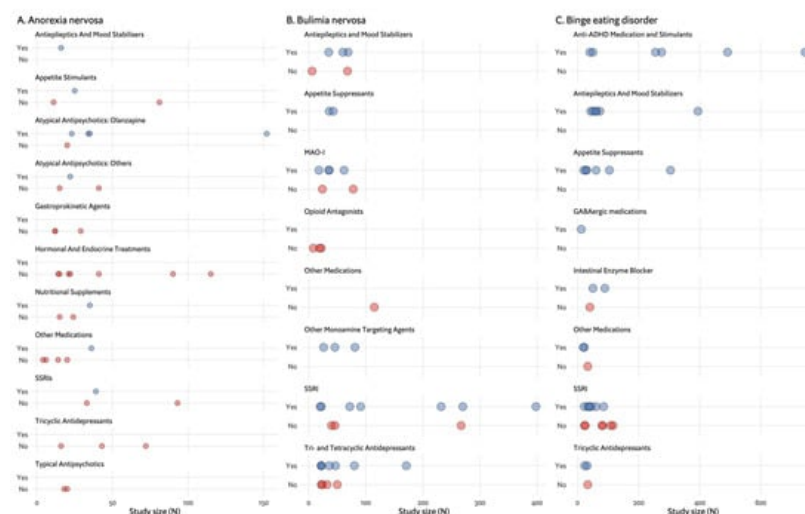 A. Anorexia nervosa
Antiepileptics And Mood Stabilisers
Yes
No
Appetite Stimulants
Yes
No
Atypical Antipsychotics: Olanzapine
Yes
No
Atypical Antipsychotics: Others
Yes
No
Gastroprokinetic Agents
Yes
No
Hormonal And Endocrine Treatments
Yes
No
Nutritional Supplements
Yes
No
Other Medications
Yes
No
SSRIs
Yes
No
Tricyclic Antidepressants
Yes
No
Typical Antipsychotics
Yes
No
0 50 100 150
Study size (N)
B. Bulimia nervosa
Antiepileptics and Mood Stabilizers
Yes
No
Appetite Suppressants
Yes
No
MAO-I
Yes
No
Opioid Antagonists
Yes
No
Other Medications
Yes
No
Other Monoamine Targeting Agents
Yes
No
SSRI
Yes
No
Tri- and Tetracyclic Antidepressants
Yes
No
0 100 200 300 400
Study size (N)
C. Binge eating disorder
Anti-ADHD Medication and Stimulants
Yes
No
Antiepileptics And Mood Stabilizers
Yes
No
Appetite Suppressants
Yes
No
GABAergic medications
Yes
No
Intestinal Enzyme Blocker
Yes
No
Other Medications
Yes
No
SSRI
Yes
No
Tricyclic Antidepressants
Yes
No
0 200 400 600
Study size (N)